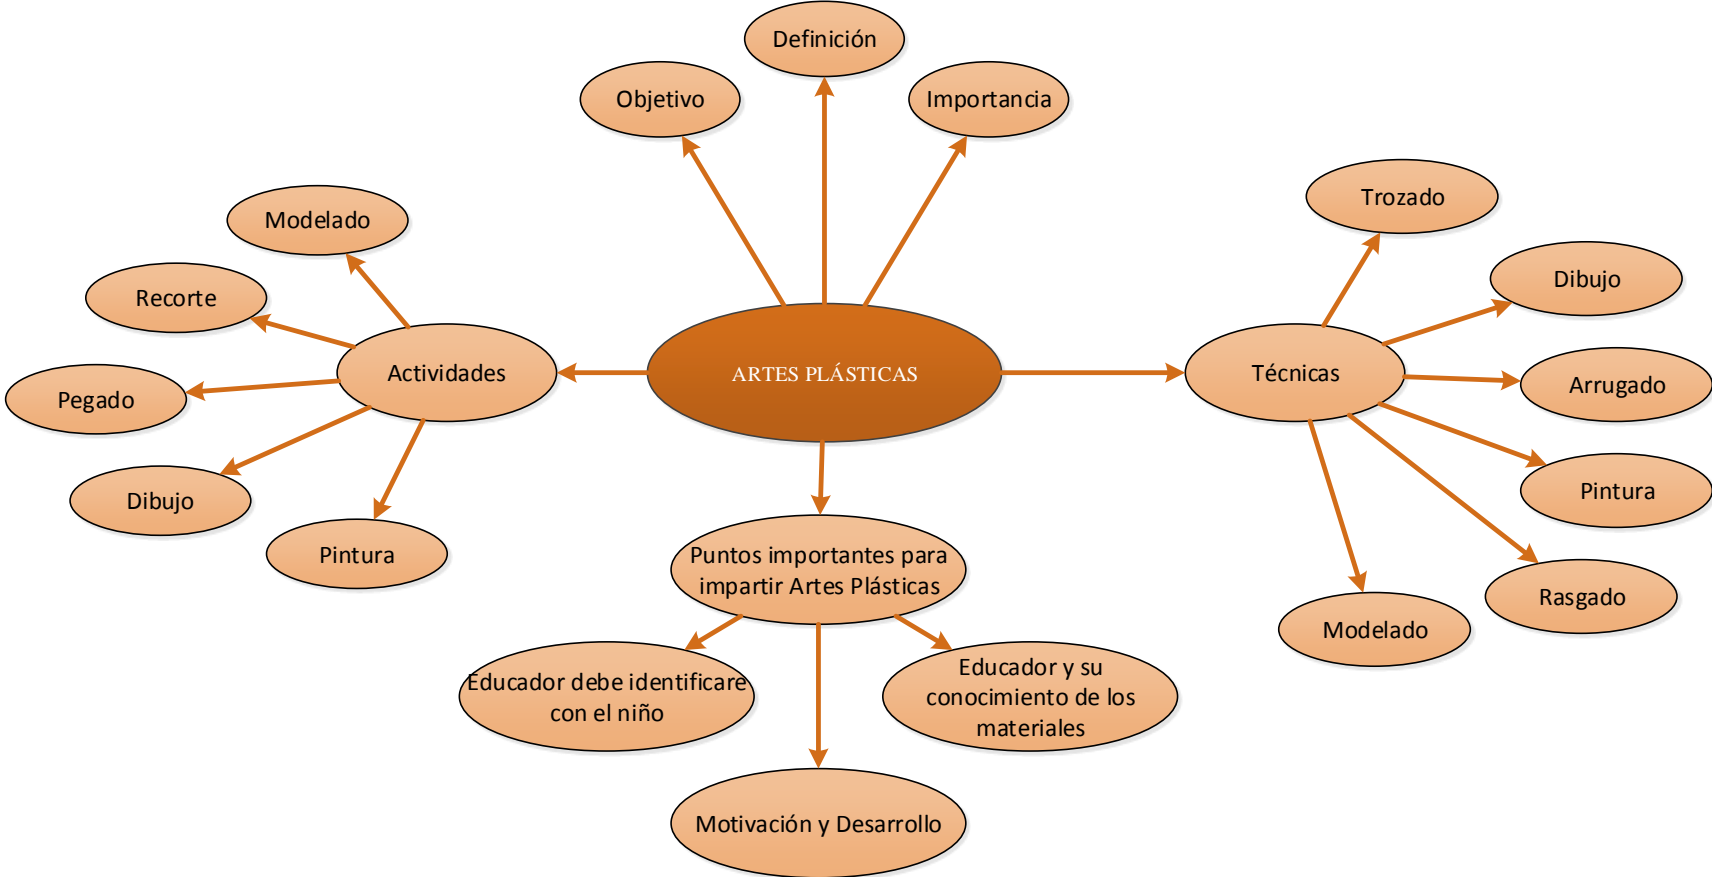 Definición
Objetivo
Importancia
Trozado
Modelado
Dibujo
Recorte
Actividades
ARTES PLÁSTICAS
Técnicas
Arrugado
Pegado
Dibujo
Pintura
Pintura
Puntos importantes para
impartir Artes Plásticas
Rasgado
Modelado
Educador debe identificare
con el niño
Educador y su
conocimiento de los
materiales
Motivación y Desarrollo